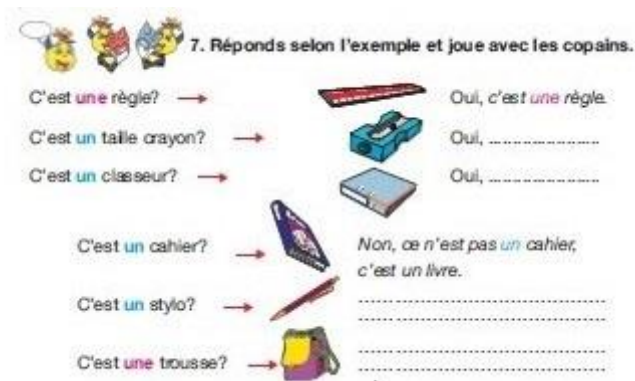 7. Réponds selon l'exemple et joue avec les copains.
C'est une règle? Oui, c'est une règle.
C'est un taille crayon? Oui, ........................
C'est un classeur? Oui, ........................
C'est un cahier? Non, ce n'est pas un cahier,
c'est un livre.
C'est un stylo? ................................................
................................................
C'est une trousse? ................................................
................................................